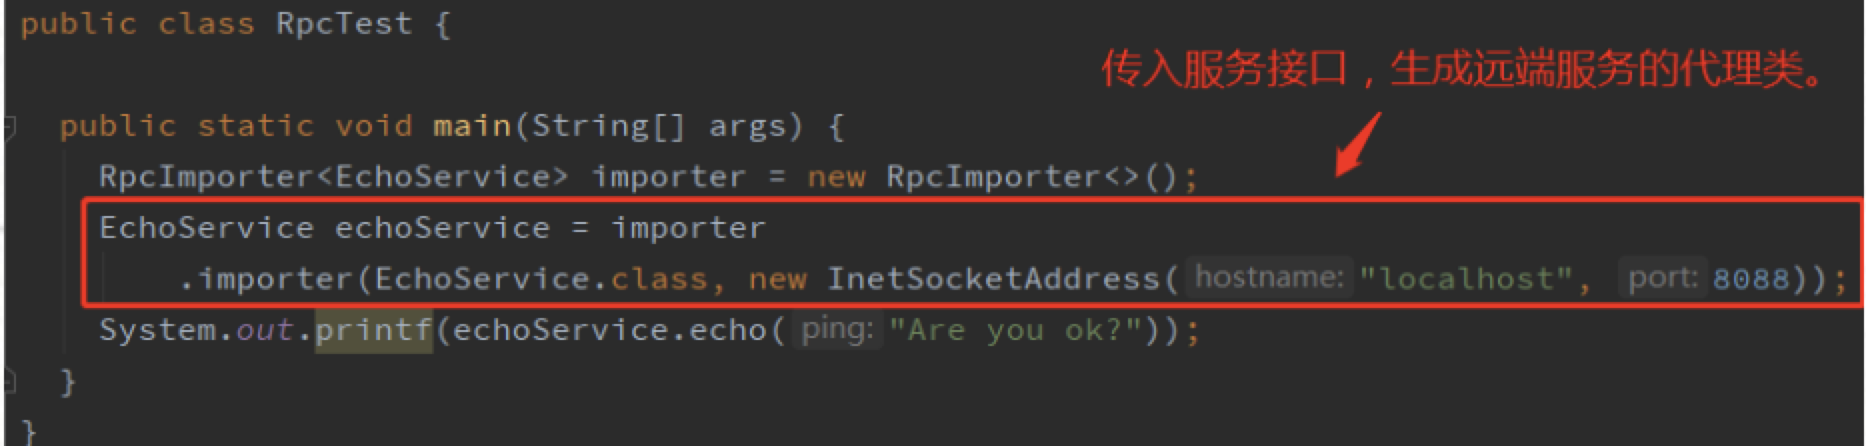 public class RpcTest {
传入服务接口，生成远端服务的代理类。
public static void main(String[] args) {
RpcImporter<EchoService> importer = new RpcImporter<>();
EchoService echoService = importer
.importer(EchoService.class, new InetSocketAddress( hostname: "localhost", port: 8088));
System.out.printf(echoService.echo( ping: "Are you ok?"));
}
}